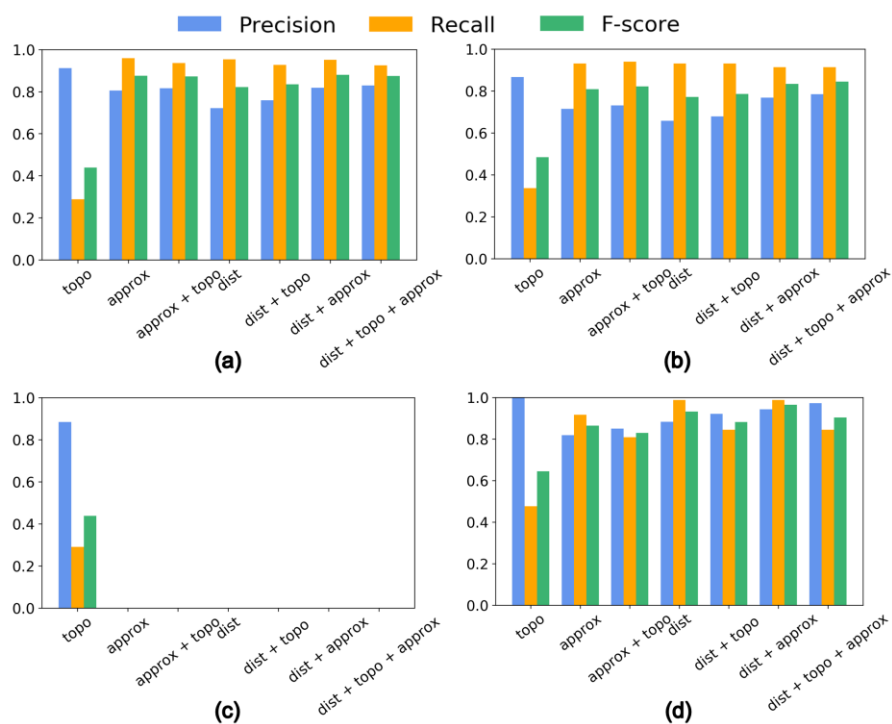 Precision Recall F-score
1.0
0.8
0.6
0.4
0.2
0.0
topo
approx
approx + topo
dist
dist + topo
dist + approx
dist + topo + approx
(a)
1.0
0.8
0.6
0.4
0.2
0.0
topo
approx
approx + topo
dist
dist + topo
dist + approx
dist + topo + approx
(b)
1.0
0.8
0.6
0.4
0.2
0.0
topo
approx
approx + topo
dist
dist + topo
dist + approx
dist + topo + approx
(c)
1.0
0.8
0.6
0.4
0.2
0.0
topo
approx
approx + topo
dist
dist + topo
dist + approx
dist + topo + approx
(d)